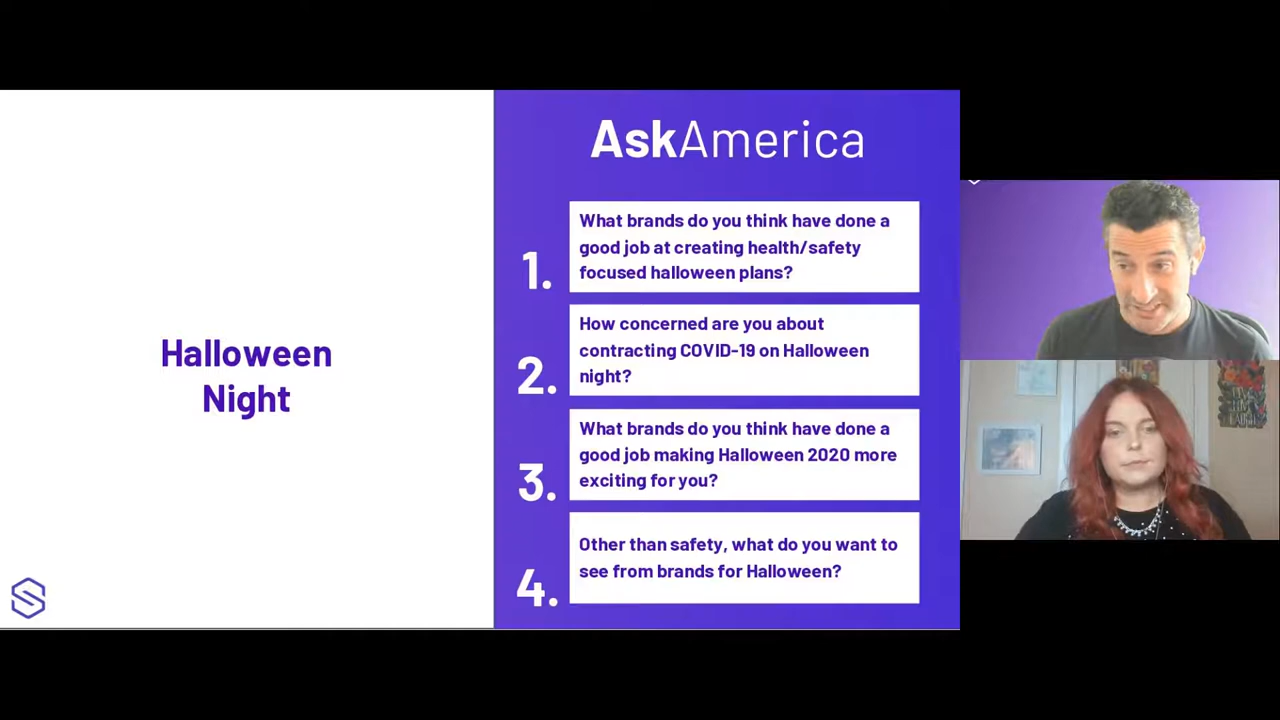 Halloween
Night
AskAmerica
1.
What brands do you think have done a
good job at creating health/safety
focused halloween plans?
2.
How concerned are you about
contracting COVID-19 on Halloween
night?
3.
What brands do you think have done a
good job making Halloween 2020 more
exciting for you?
4.
Other than safety, what do you want to
see from brands for Halloween?